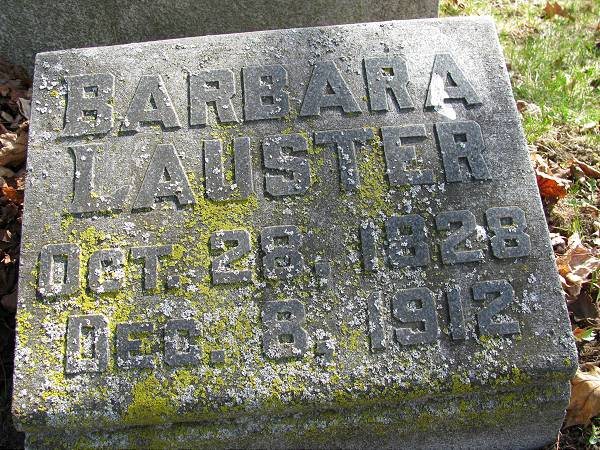 BARBARA
LAUSTER
OCT. 28, 1828
DEC. 8, 1912